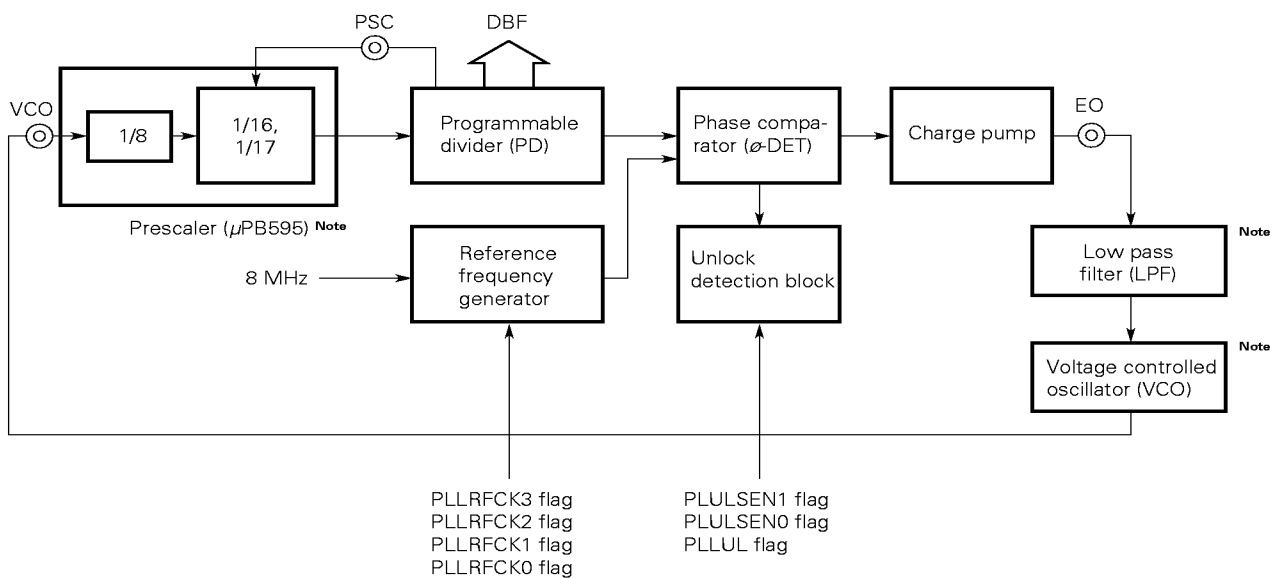 PSC
DBF
VCO
1/8
1/16,
1/17
Programmable
divider (PD)
Phase compa-
rator (ø-DET)
Charge pump
EO
Prescaler (µPB595) Note
8 MHz
Reference
frequency
generator
Unlock
detection block
Low pass
filter (LPF)
Note
Voltage controlled
oscillator (VCO)
Note
PLLRFCK3 flag
PLLRFCK2 flag
PLLRFCK1 flag
PLLRFCK0 flag
PLULSEN1 flag
PLULSEN0 flag
PLLUL flag